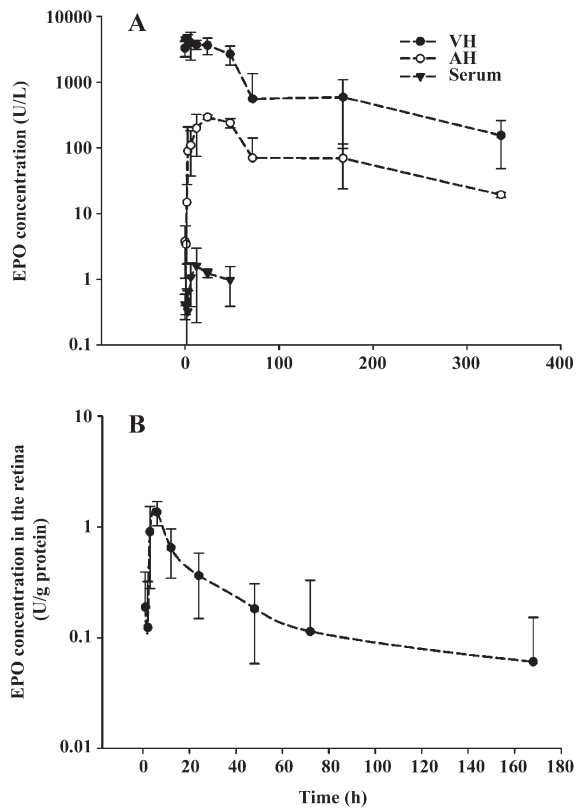 A
VH
AH
Serum
EPO concentration (U/L)
10000
1000
100
10
1
0.1
0 100 200 300 400
B
EPO concentration in the retina
(U/g protein)
10
1
0.1
0.01
0 20 40 60 80 100 120 140 160 180
Time (h)